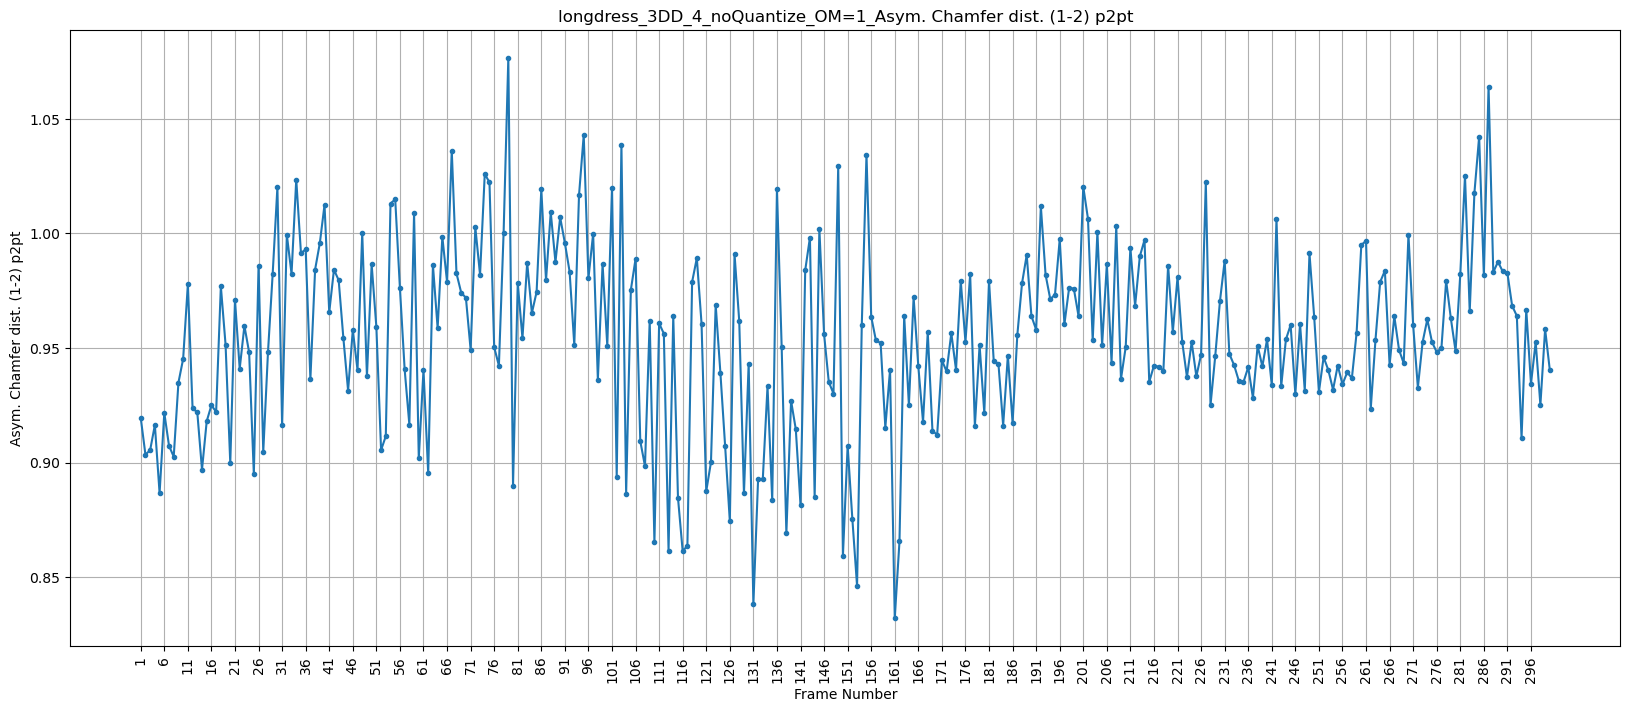 longdress_3DD_4_noQuantize_OM=1_Asym. Chamfer dist. (1-2) p2pt
Asym. Chamfer dist. (1-2) p2pt
1.05
1.00
0.95
0.90
0.85
1 6 11 16 21 26 31 36 41 46 51 56 61 66 71 76 81 86 91 96 101 106 111 116 121 126 131 136 141 146 151 156 161 166 171 176 181 186 191 196 201 206 211 216 221 226 231 236 241 246 251 256 261 266 271 276 281 286 291 296
Frame Number